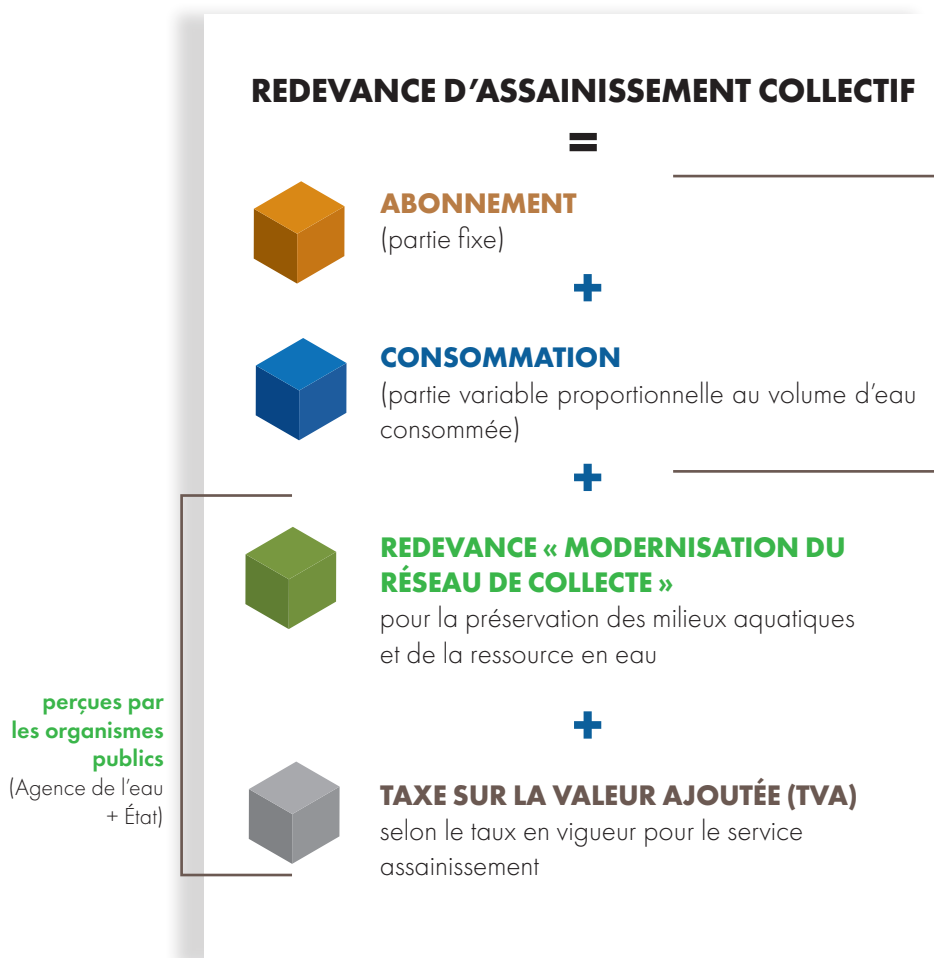 REDEVANCE D'ASSAINISSEMENT COLLECTIF
=
ABONNEMENT
(partie fixe)
+
CONSOMMATION
(partie variable proportionnelle au volume d'eau
consommée)
+
REDEVANCE « MODERNISATION DU
RÉSEAU DE COLLECTE »
pour la préservation des milieux aquatiques
et de la ressource en eau
+
TAXE SUR LA VALEUR AJOUTÉE (TVA)
selon le taux en vigueur pour le service
assainissement
perçues par
les organismes
publics
(Agence de l'eau
+ État)